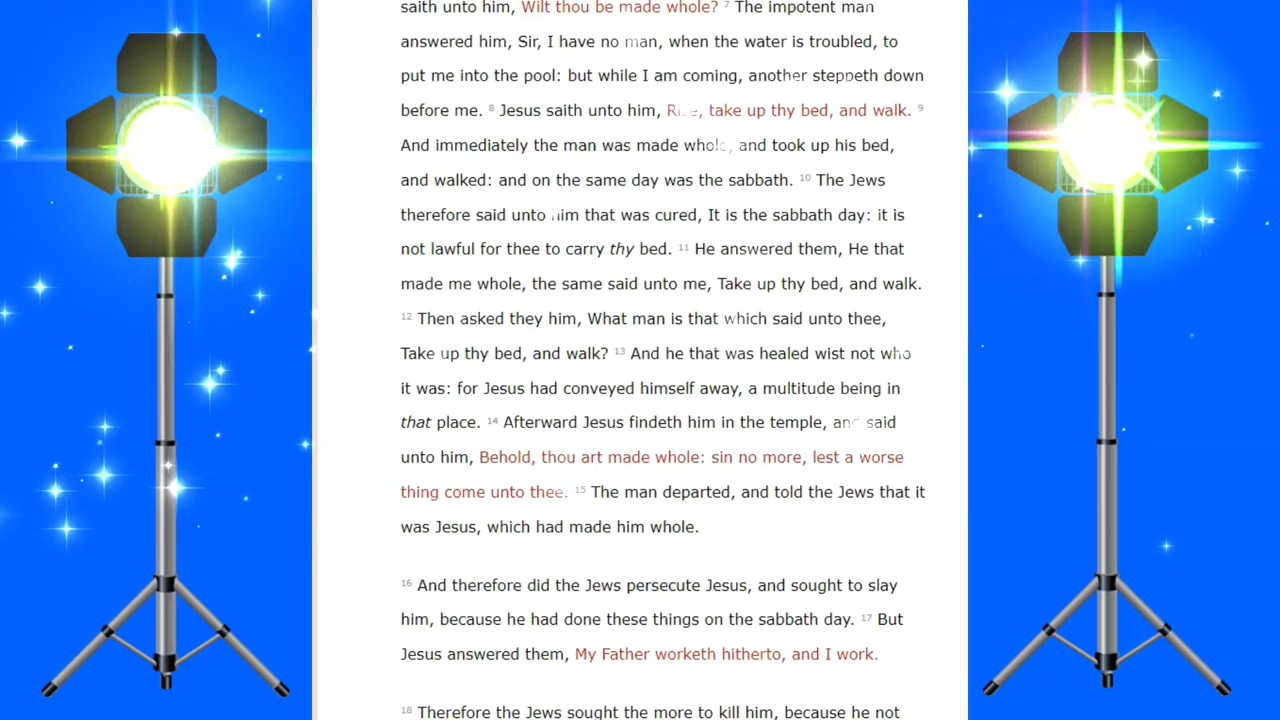 saith unto him, Wilt thou be made whole? 7 The impotent man
answered him, Sir, I have no man, when the water is troubled, to
put me into the pool: but while I am coming, another steppeth down
before me. 8 Jesus saith unto him, Rise, take up thy bed, and walk. 9
And immediately the man was made whole, and took up his bed,
and walked: and on the same day was the sabbath. 10 The Jews
therefore said unto him that was cured, It is the sabbath day: it is
not lawful for thee to carry thy bed. 11 He answered them, He that
made me whole, the same said unto me, Take up thy bed, and walk.
12 Then asked they him, What man is that which said unto thee,
Take up thy bed, and walk? 13 And he that was healed wist not who
it was: for Jesus had conveyed himself away, a multitude being in
that place. 14 Afterward Jesus findeth him in the temple, and said
unto him, Behold, thou art made whole: sin no more, lest a worse
thing come unto thee. 15 The man departed, and told the Jews that it
was Jesus, which had made him whole.
16 And therefore did the Jews persecute Jesus, and sought to slay
him, because he had done these things on the sabbath day. 17 But
Jesus answered them, My Father worketh hitherto, and I work.
18 Therefore the Jews sought the more to kill him, because he not